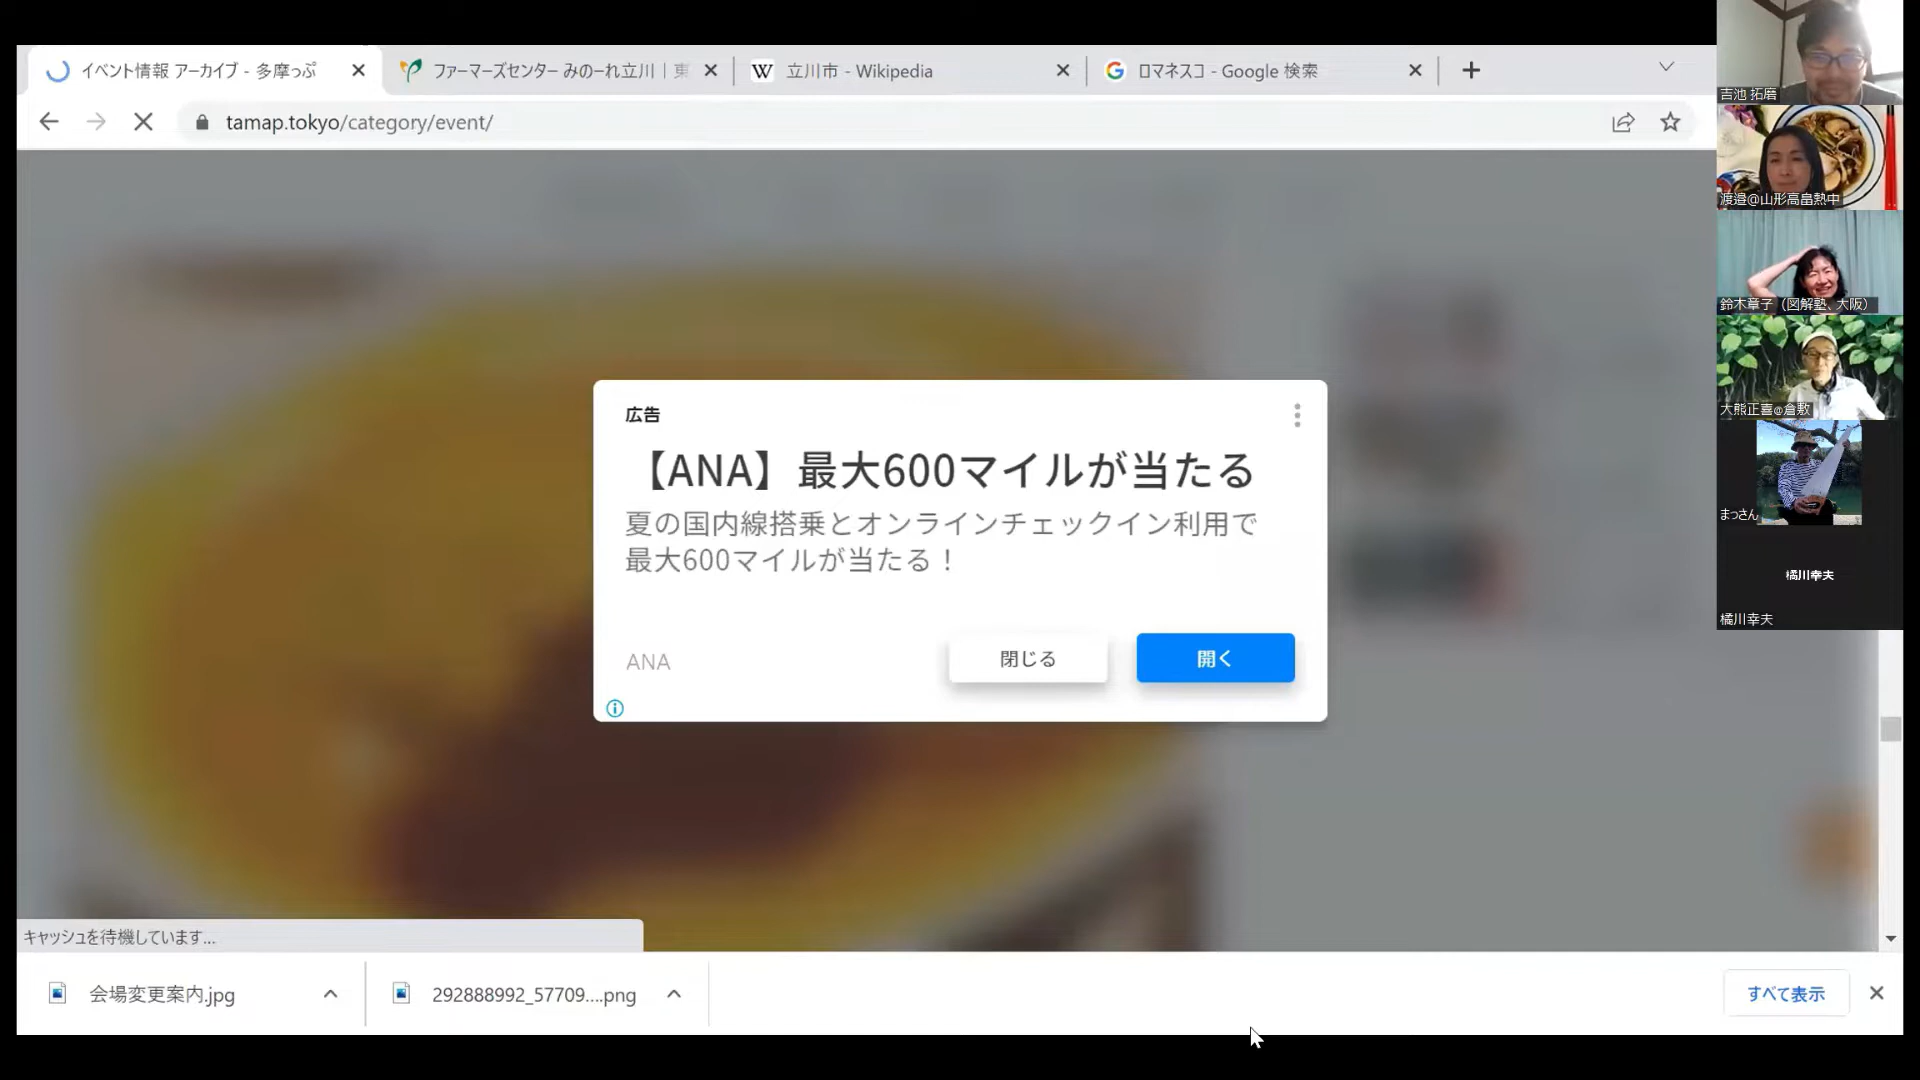 イベント情報 アーカイブ - 多摩っぷ
ファーマーズセンター みのーれ立川｜東
立川市 - Wikipedia
ロマネスコ - Google 検索
tamap.tokyo/category/event/
吉池 拓磨
渡邉@山形高畠熱中
鈴木章子（図解塾、大阪）
大熊正喜@倉敷
まっさん
橘川幸夫
橘川幸夫
広告
【ANA】最大600マイルが当たる
夏の国内線搭乗とオンラインチェックイン利用で
最大600マイルが当たる！
ANA
閉じる
開く
キャッシュを待機しています...
会場変更案内.jpg
292888992_57709....png
すべて表示